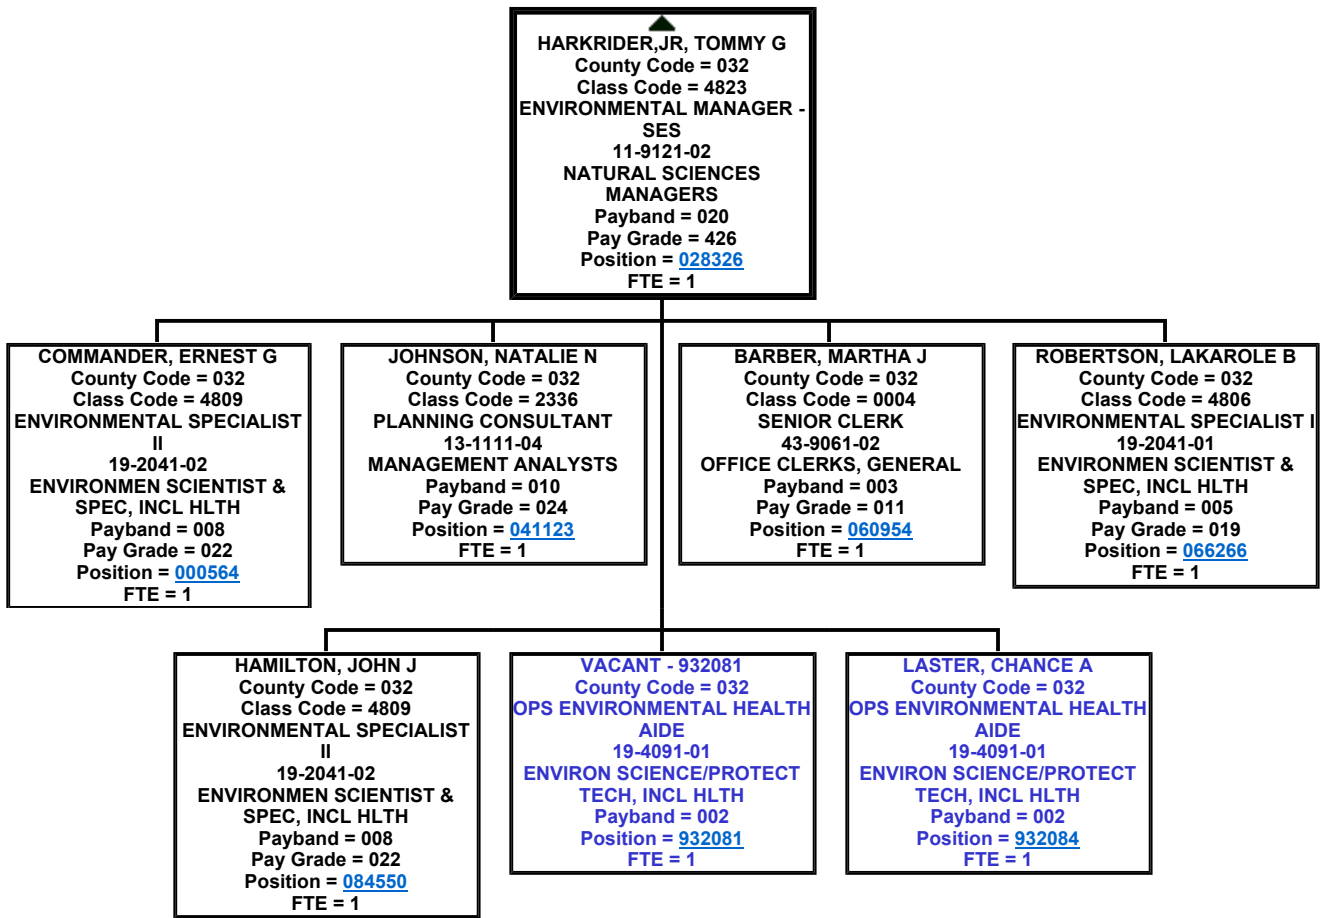 HARKRIDER,JR, TOMMY G
County Code = 032
Class Code = 4823
ENVIRONMENTAL MANAGER -
SES
11-9121-02
NATURAL SCIENCES
MANAGERS
Payband = 020
Pay Grade = 426
Position = 028326
FTE = 1
COMMANDER, ERNEST G
County Code = 032
Class Code = 4809
ENVIRONMENTAL SPECIALIST
II
19-2041-02
ENVIRONMEN SCIENTIST &
SPEC, INCL HLTH
Payband = 008
Pay Grade = 022
Position = 000564
FTE = 1
JOHNSON, NATALIE N
County Code = 032
Class Code = 2336
PLANNING CONSULTANT
13-1111-04
MANAGEMENT ANALYSTS
Payband = 010
Pay Grade = 024
Position = 041123
FTE = 1
BARBER, MARTHA J
County Code = 032
Class Code = 0004
SENIOR CLERK
43-9061-02
OFFICE CLERKS, GENERAL
Payband = 003
Pay Grade = 011
Position = 060954
FTE = 1
ROBERTSON, LAKAROLE B
County Code = 032
Class Code = 4806
ENVIRONMENTAL SPECIALIST I
19-2041-01
ENVIRONMEN SCIENTIST &
SPEC, INCL HLTH
Payband = 005
Pay Grade = 019
Position = 066266
FTE = 1
HAMILTON, JOHN J
County Code = 032
Class Code = 4809
ENVIRONMENTAL SPECIALIST
II
19-2041-02
ENVIRONMEN SCIENTIST &
SPEC, INCL HLTH
Payband = 008
Pay Grade = 022
Position = 084550
FTE = 1
VACANT - 932081
County Code = 032
OPS ENVIRONMENTAL HEALTH
AIDE
19-4091-01
ENVIRON SCIENCE/PROTECT
TECH, INCL HLTH
Payband = 002
Position = 932081
FTE = 1
LASTER, CHANCE A
County Code = 032
OPS ENVIRONMENTAL HEALTH
AIDE
19-4091-01
ENVIRON SCIENCE/PROTECT
TECH, INCL HLTH
Payband = 002
Position = 932084
FTE = 1